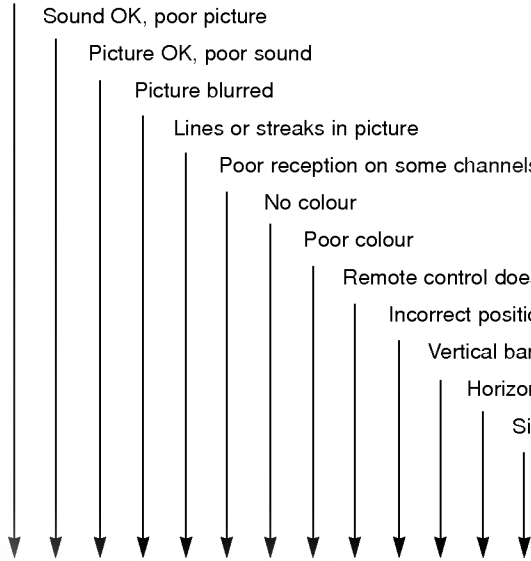 Sound OK, poor picture
Picture OK, poor sound
Picture blurred
Lines or streaks in picture
Poor reception on some channels
No colour
Poor colour
Remote control
Incorrect
Vertical